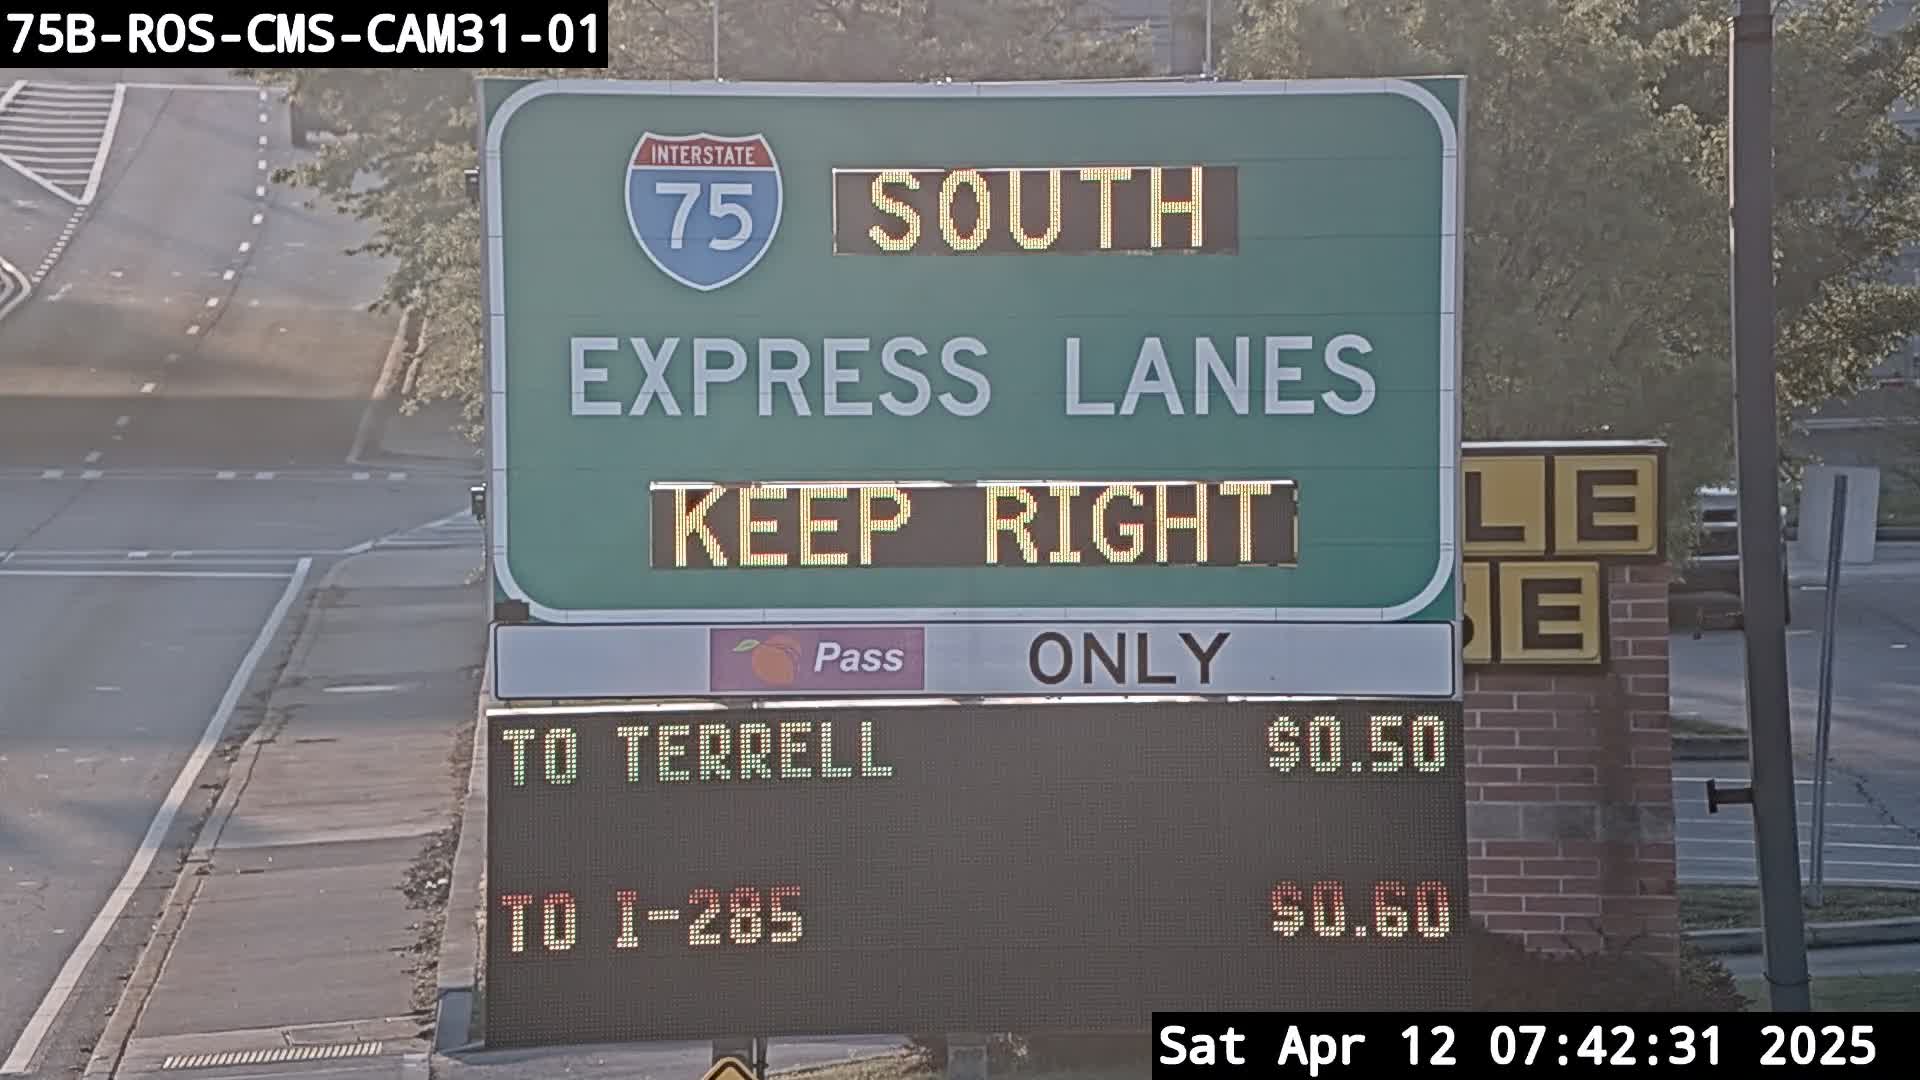 75B-ROS-CMS-CAM31-01
INTERSTATE
75
SOUTH
EXPRESS LANES
KEEP RIGHT
LE
E
Pass ONLY
TO TERRELL $0.50
TO I-285 $0.60
Sat Apr 12 07:42:31 2025